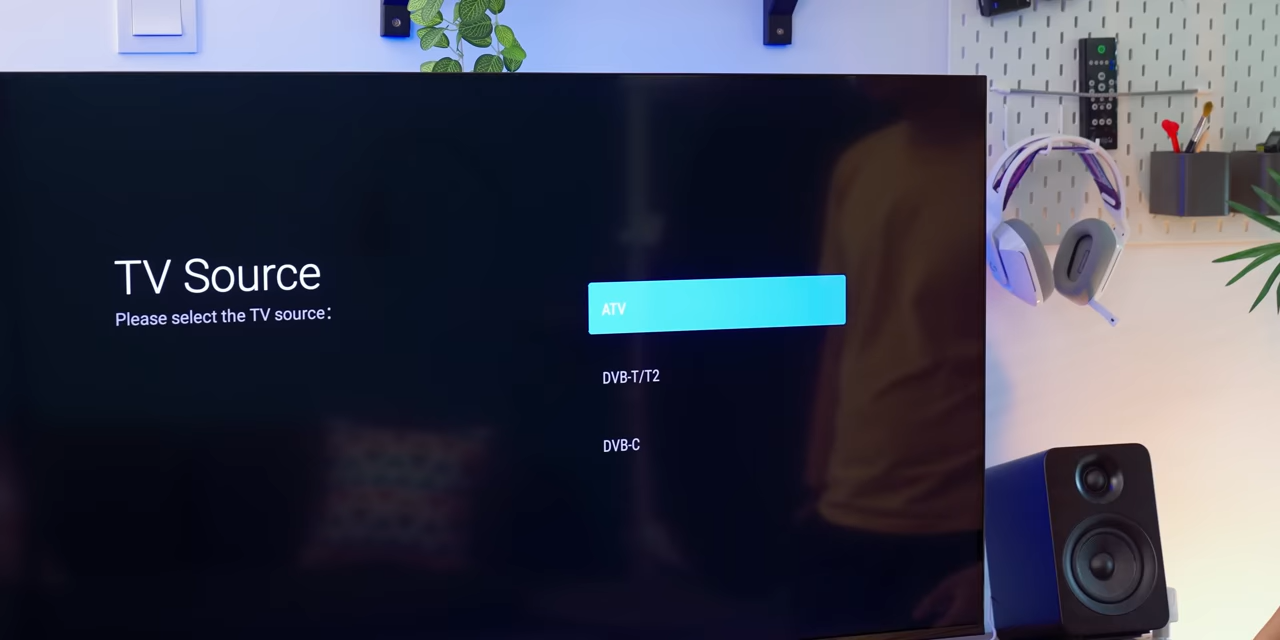 TV Source
Please select the TV source:
ATV
DVB-T/T2
DVB-C